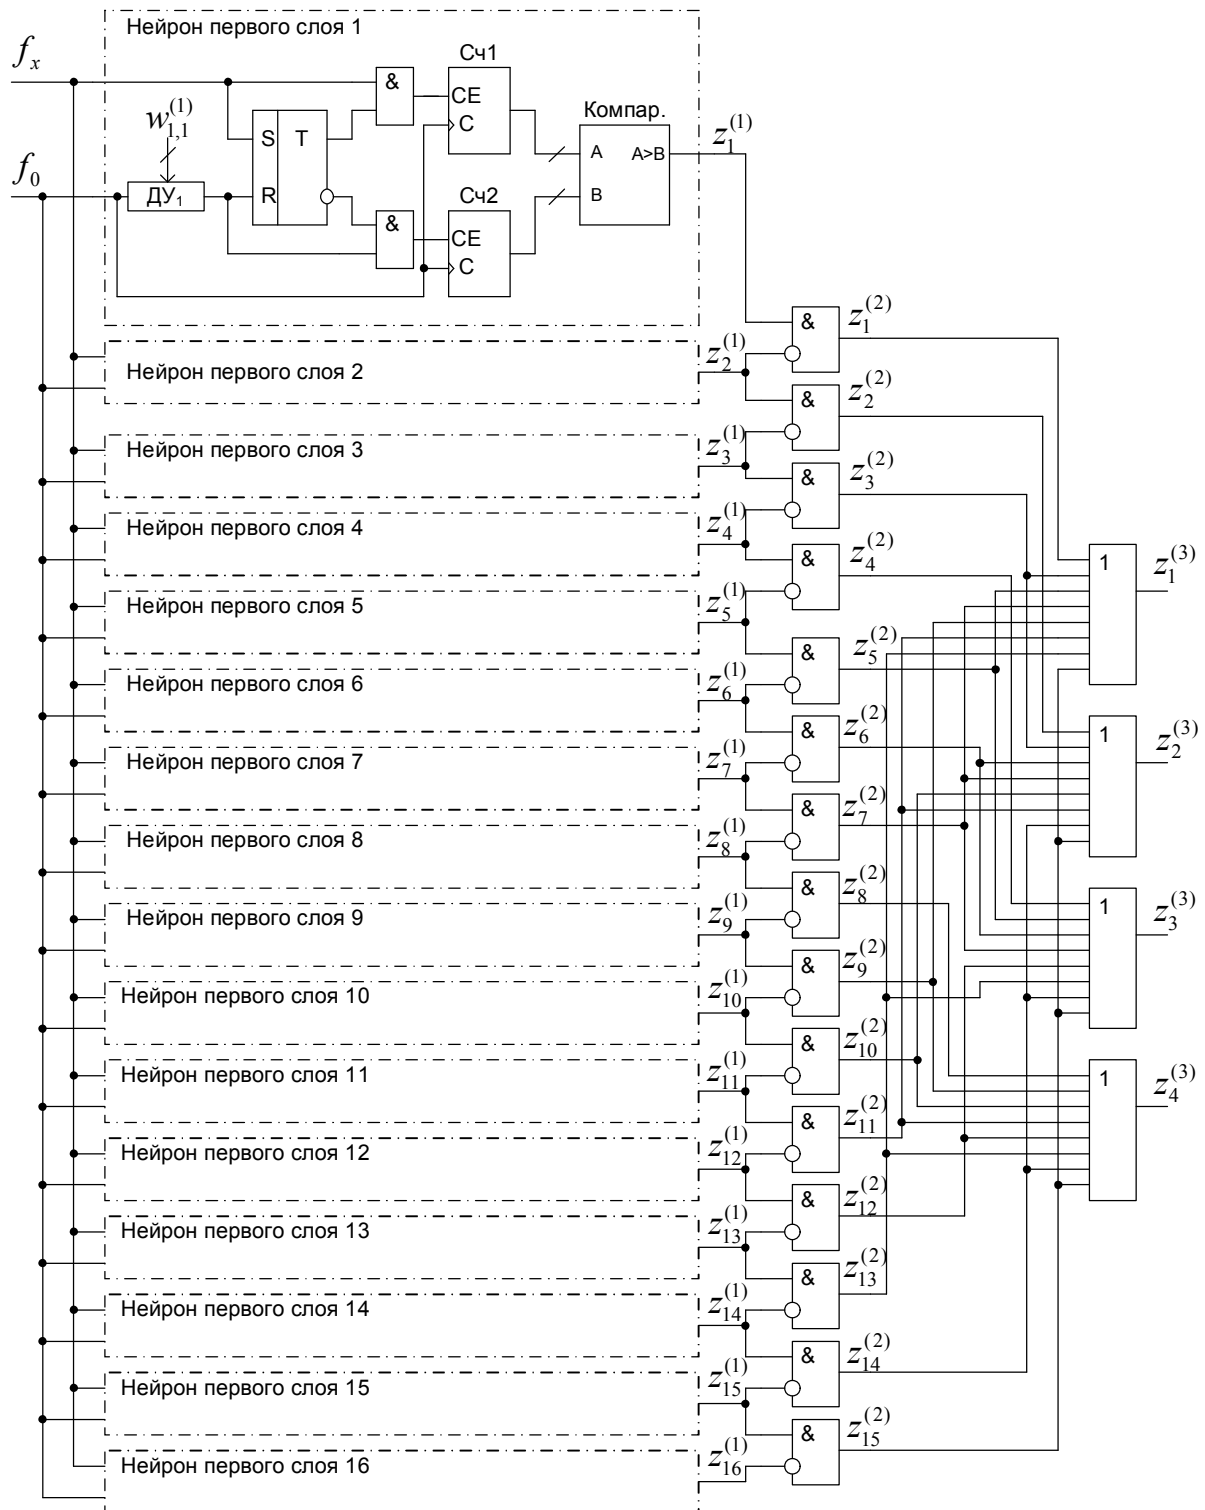 Нейрон первого слоя 1
f_x
w_{1,1}^{(1)}
f_0
ДУ₁
S T
R
&
&
Сч1
CE
C
Сч2
CE
C
Компар.
A A>B
B
z_1^{(1)}
& z_1^{(2)}
Нейрон первого слоя 2 z_2^{(1)}
& z_2^{(2)}
Нейрон первого слоя 3 z_3^{(1)}
& z_3^{(2)}
Нейрон первого слоя 4 z_4^{(1)}
& z_4^{(2)}
1 z_1^{(3)}
Нейрон первого слоя 5 z_5^{(1)}
& z_5^{(2)}
Нейрон первого слоя 6 z_6^{(1)}
& z_6^{(2)}
1 z_2^{(3)}
Нейрон первого слоя 7 z_7^{(1)}
& z_7^{(2)}
Нейрон первого слоя 8 z_8^{(1)}
& z_8^{(2)}
1 z_3^{(3)}
Нейрон первого слоя 9 z_9^{(1)}
& z_9^{(2)}
Нейрон первого слоя 10 z_{10}^{(1)}
& z_{10}^{(2)}
1 z_4^{(3)}
Нейрон первого слоя 11 z_{11}^{(1)}
& z_{11}^{(2)}
Нейрон первого слоя 12 z_{12}^{(1)}
& z_{12}^{(2)}
Нейрон первого слоя 13 z_{13}^{(1)}
& z_{13}^{(2)}
Нейрон первого слоя 14 z_{14}^{(1)}
& z_{14}^{(2)}
Нейрон первого слоя 15 z_{15}^{(1)}
& z_{15}^{(2)}
Нейрон первого слоя 16 z_{16}^{(1)}